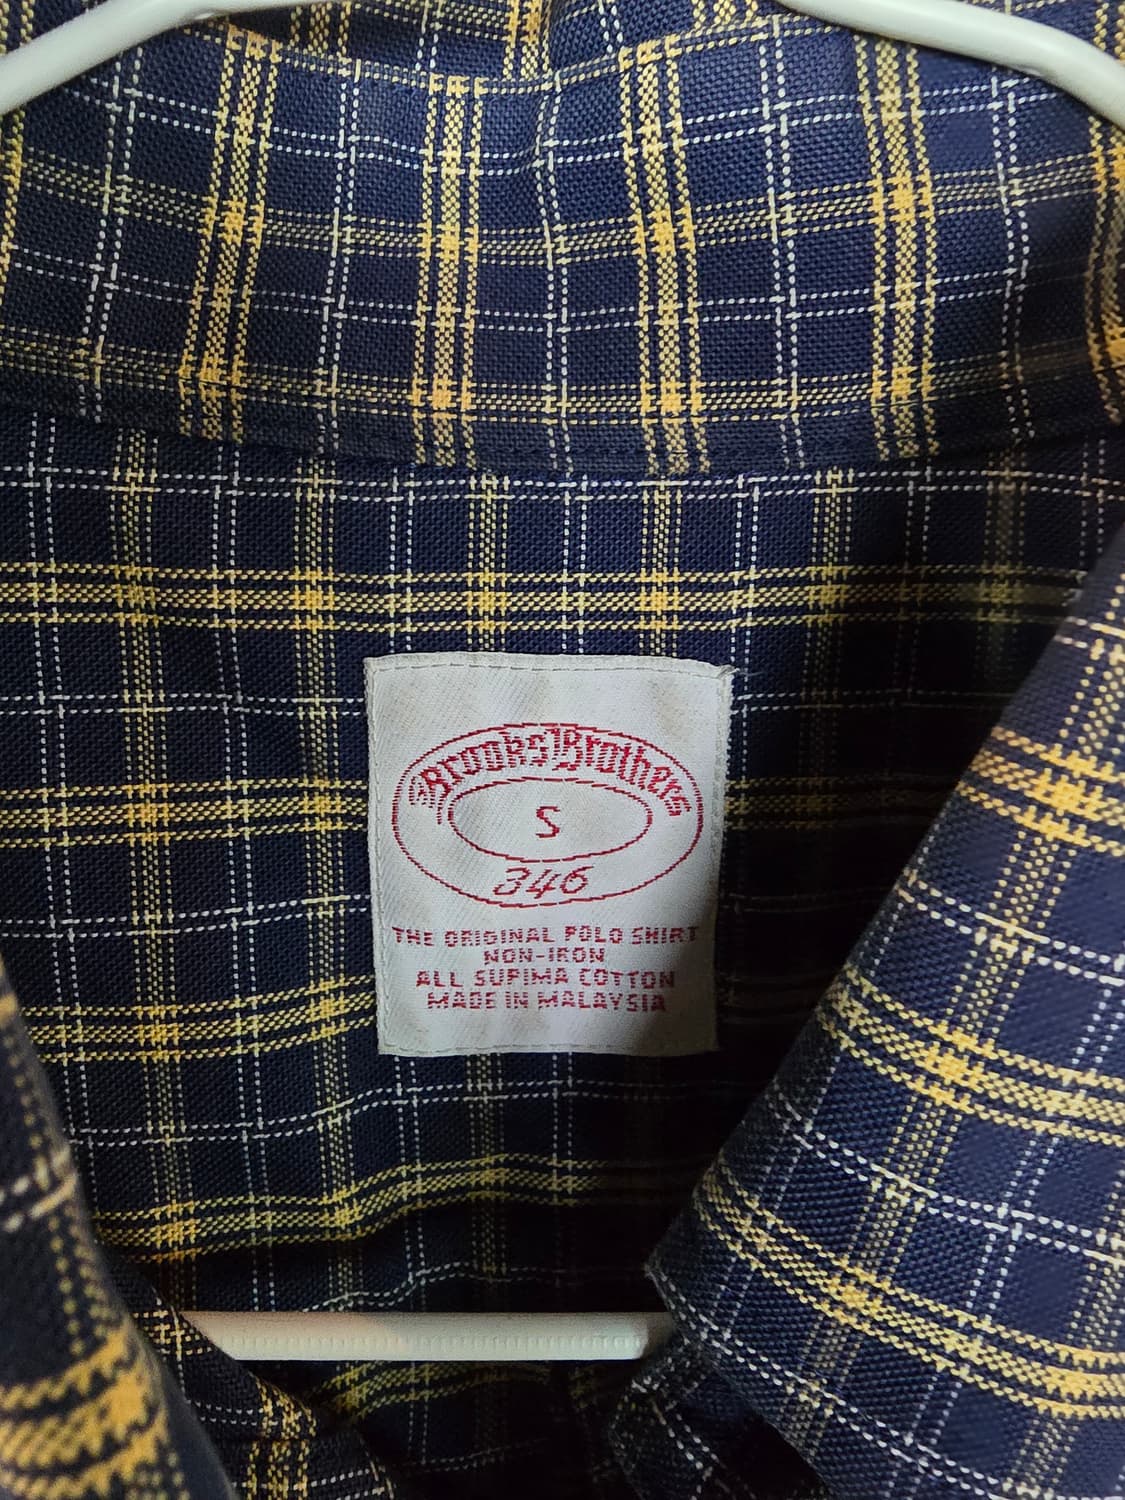 Brooks Brothers
S
346
THE ORIGINAL POLO SHIRT
NON-IRON
ALL SUPIMA COTTON
MADE IN MALAYSIA